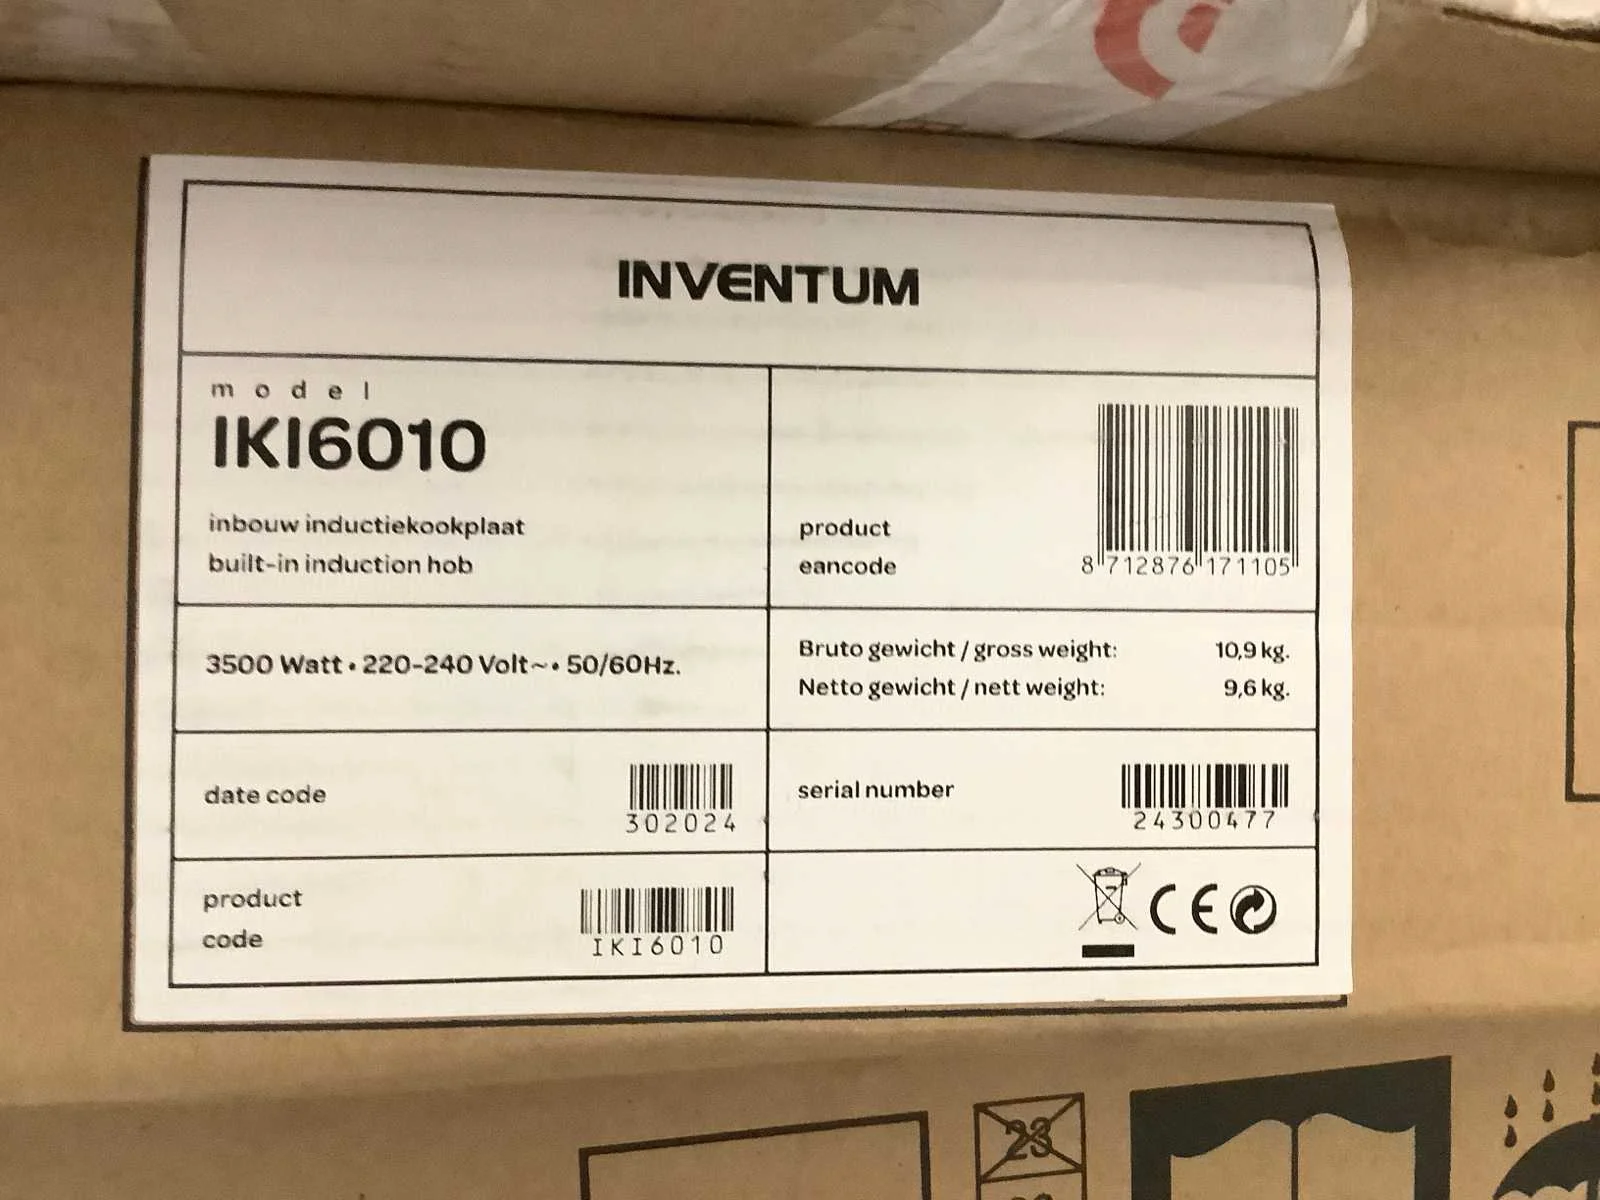 INVENTUM
model
IKI6010
inbouw inductiekookplaat
built-in induction hob
product
eancode
8 712876 171105
3500 Watt • 220-240 Volt~• 50/60Hz.
Bruto gewicht / gross weight: 10,9 kg.
Netto gewicht / nett weight: 9,6 kg.
date code
302024
serial number
24300477
product
code
IKI6010
CE
23